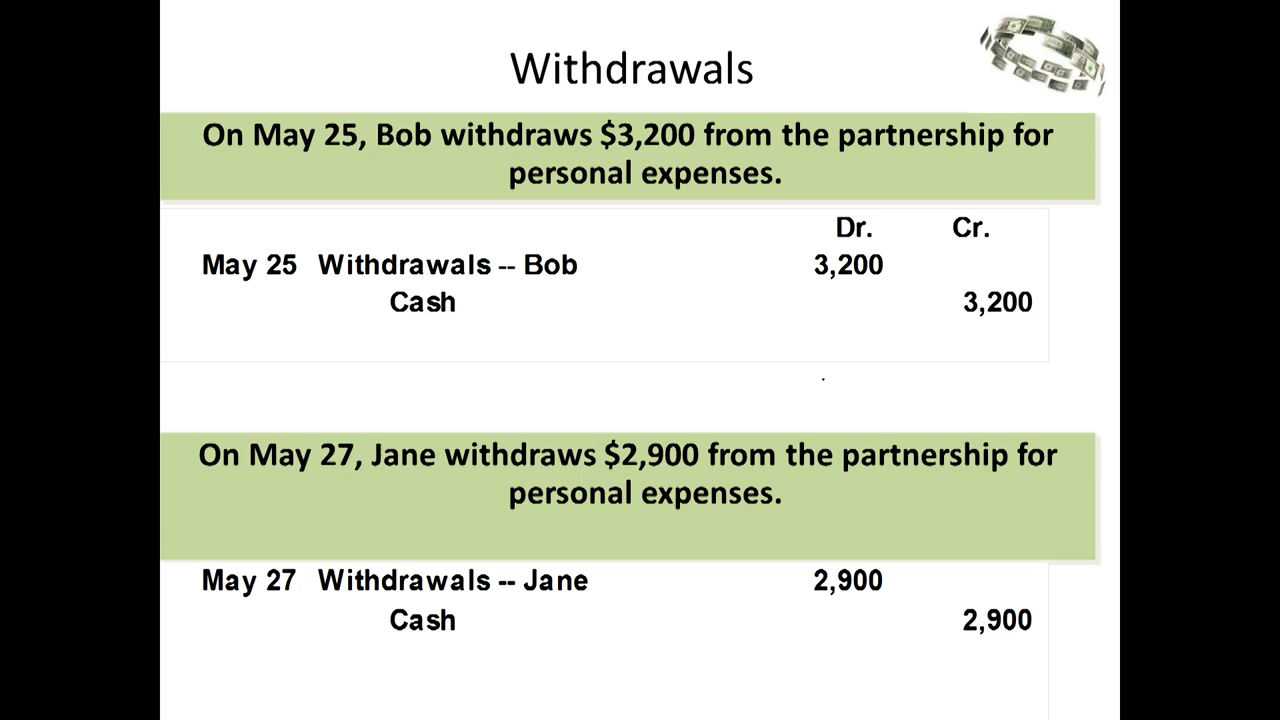 Withdrawals
On May 25, Bob withdraws $3,200 from the partnership for
personal expenses.
Dr. Cr.
May 25 Withdrawals -- Bob 3,200
Cash 3,200
On May 27, Jane withdraws $2,900 from the partnership for
personal expenses.
May 27 Withdrawals -- Jane 2,900
Cash 2,900